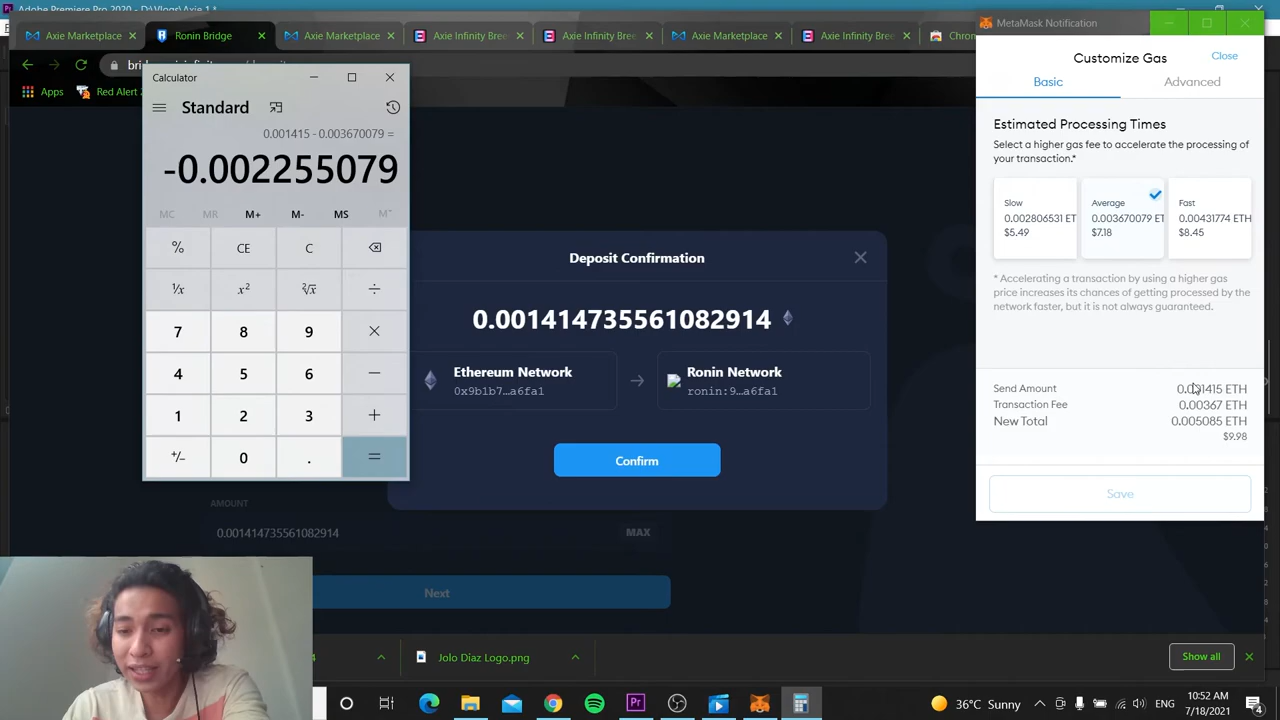 Adobe Premiere Pro 2020 - D:\Vlogs\Axie 1\
Axie Marketplace
Ronin Bridge
Axie Marketplace
Axie Infinity Bree
Axie Infinity Bree
Axie Marketplace
Axie Infinity Bree
Chron
Apps
Red Alert 2
Calculator
Standard
0.001415 - 0.003670079 =
-0.002255079
MC MR M+ M- MS M˅
% CE C
¹/x x² ²√x ÷
7 8 9 ×
4 5 6 −
1 2 3 +
+/− 0 . =
Deposit Confirmation
0.001414735561082914
Ethereum Network
0x9b1b7...a6fa1
Ronin Network
ronin:9...a6fa1
Confirm
AMOUNT
0.001414735561082914
MAX
Next
MetaMask Notification
Customize Gas
Close
Basic
Advanced
Estimated Processing Times
Select a higher gas fee to accelerate the processing of
your transaction.*
Slow
0.002806531 ET
$5.49
Average
0.003670079 ET
$7.18
Fast
0.00431774 ETH
$8.45
* Accelerating a transaction by using a higher gas
price increases its chances of getting processed by the
network faster, but it is not always guaranteed.
Send Amount 0.001415 ETH
Transaction Fee 0.00367 ETH
New Total 0.005085 ETH
$9.98
Save
Jolo Diaz Logo.png
Show all
36°C Sunny
10:52 AM
7/18/2021